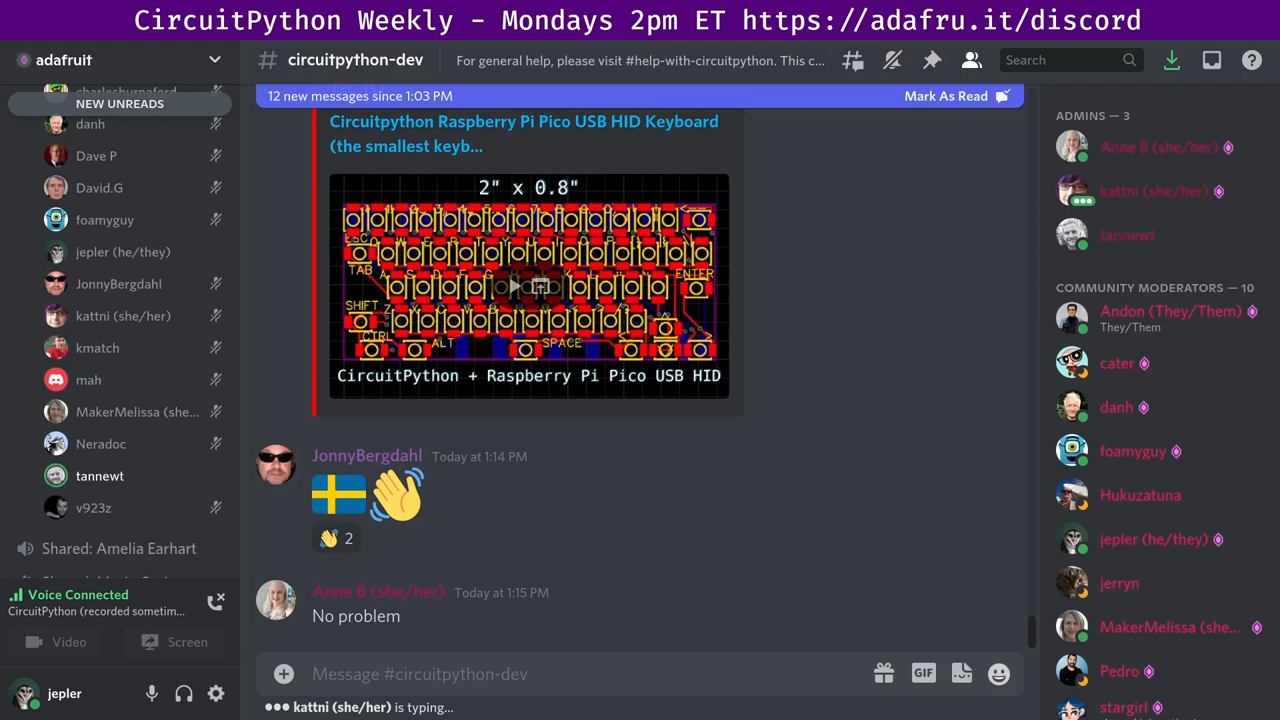 CircuitPython Weekly - Mondays 2pm ET https://adafru.it/discord
adafruit
circuitpython-dev
For general help, please visit #help-with-circuitpython. This c...
Search
charlesburnaford
NEW UNREADS
danh
Dave P
David.G
foamyguy
jepler (he/they)
JonnyBergdahl
kattni (she/her)
kmatch
mah
MakerMelissa (she...
Neradoc
tannewt
v923z
Shared: Amelia Earhart
Voice Connected
CircuitPython (recorded sometim...
Video
Screen
jepler
12 new messages since 1:03 PM
Mark As Read
Circuitpython Raspberry Pi Pico USB HID Keyboard
(the smallest keyb...
2" x 0.8"
ESC
TAB
ENTER
SHIFT
CTRL
ALT
SPACE
CircuitPython + Raspberry Pi Pico USB HID
JonnyBergdahl Today at 1:14 PM
2
Anne B (she/her) Today at 1:15 PM
No problem
Message #circuitpython-dev
GIF
kattni (she/her) is typing...
ADMINS — 3
Anne B (she/her)
kattni (she/her)
tannewt
COMMUNITY MODERATORS — 10
Andon (They/Them)
They/Them
cater
danh
foamyguy
Hukuzatuna
jepler (he/they)
jerryn
MakerMelissa (she...
Pedro
stargirl